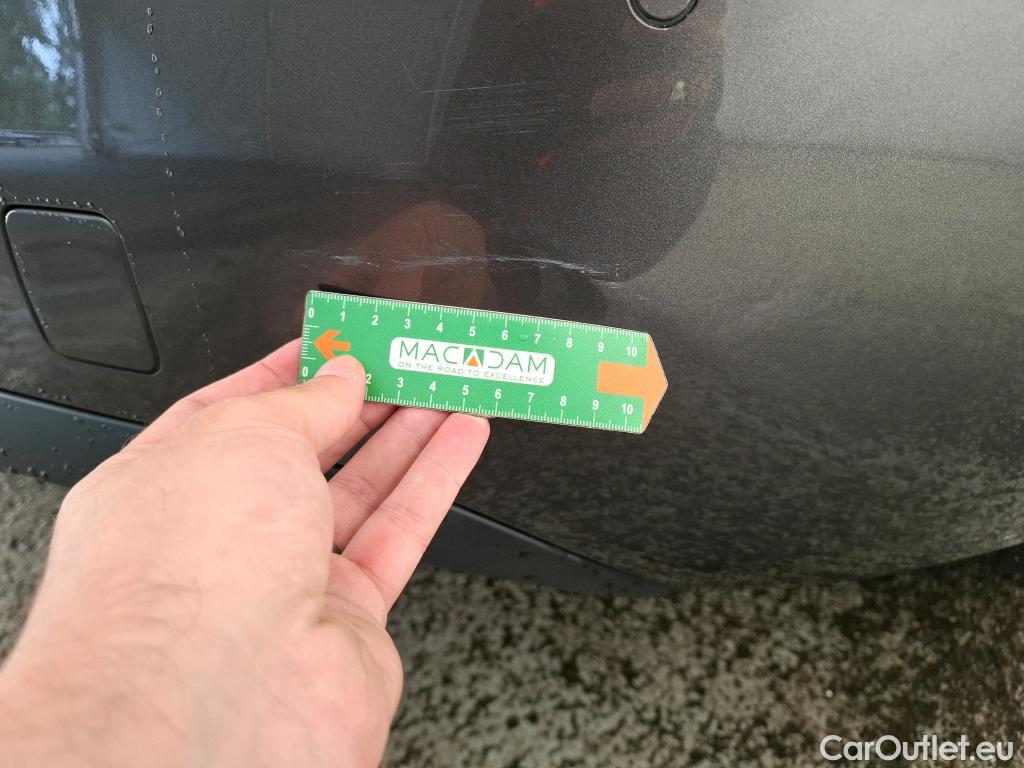 0 1 2 3 4 5 6 7 8 9 10
MACADAM
ON THE ROAD TO EXCELLENCE
0 2 3 4 5 6 7 8 9 10
CarOutlet.eu